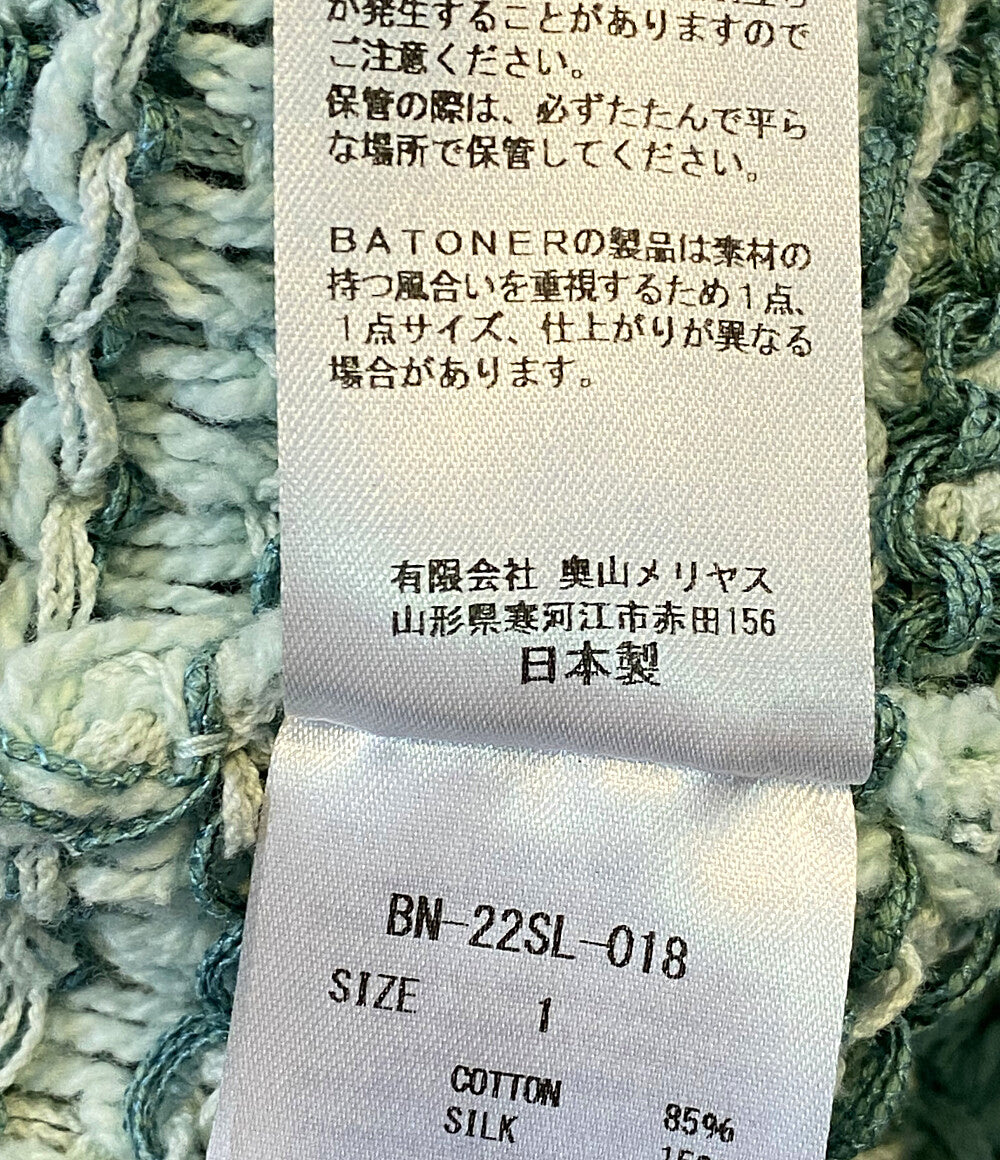 が発生することがありますので
ご注意ください。
保管の際は、必ずたたんで平ら
な場所で保管してください。
BATONERの製品は素材の
持つ風合いを重視するため1点、
1点サイズ、仕上がりが異なる
場合があります。
有限会社 奥山メリヤス
山形県寒河江市赤田156
日本製
BN-22SL-018
SIZE 1
COTTON 85%
SILK